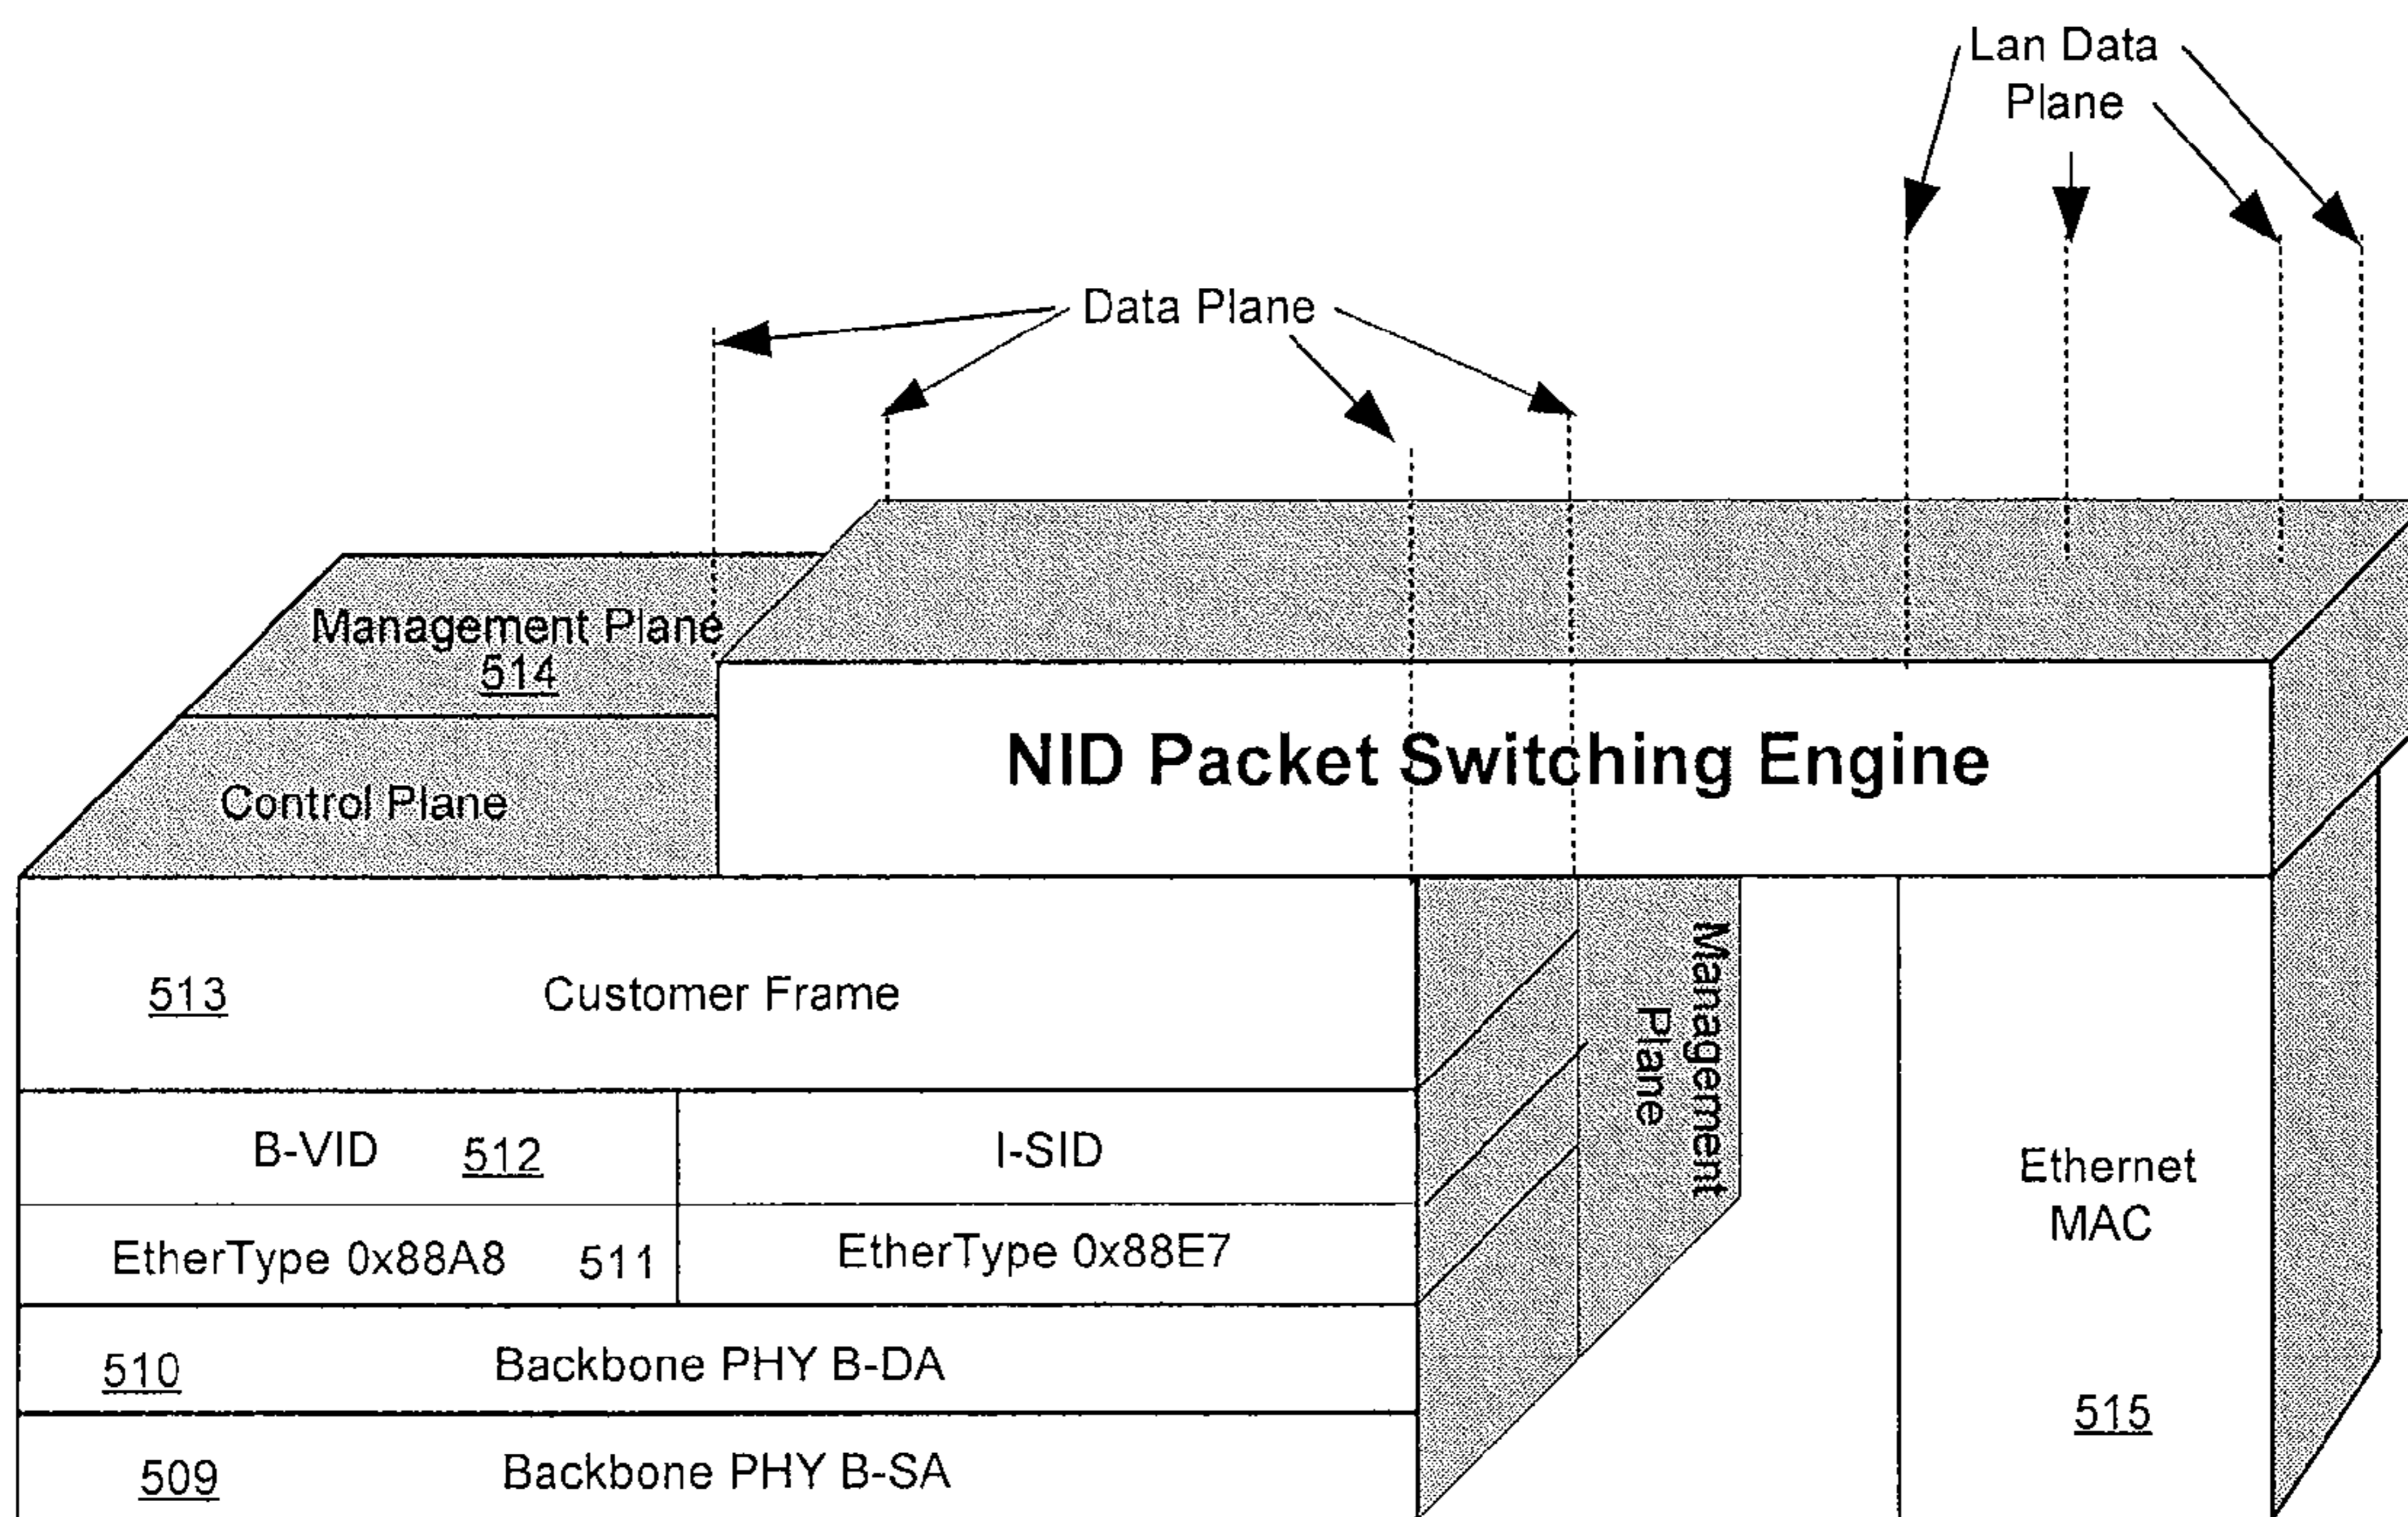 Lan Data
Plane
Data Plane
Management Plane
514
NID Packet Switching Engine
Control Plane
513 Customer Frame
Management
Plane
B-VID 512 I-SID
EtherType 0x88A8 511 EtherType 0x88E7
Ethernet
MAC
510 Backbone PHY B-DA
515
509 Backbone PHY B-SA